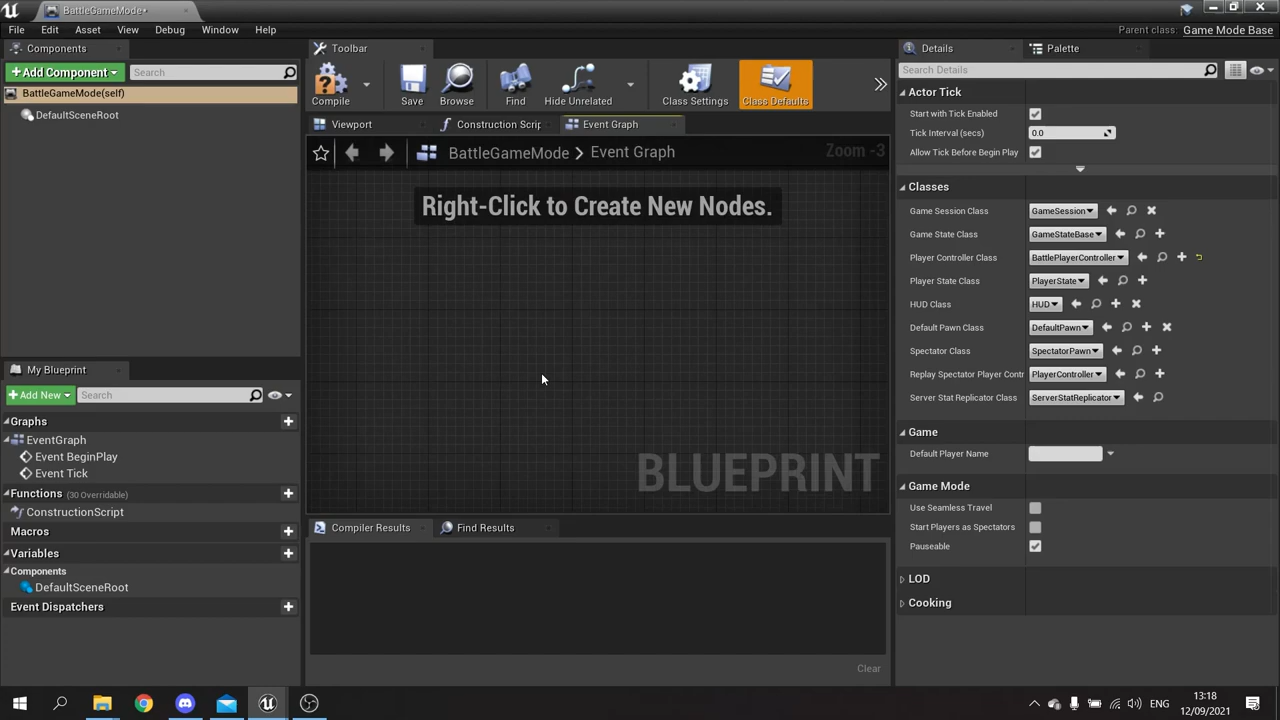 BattleGameMode*
File Edit Asset View Debug Window Help
Parent class: Game Mode Base
Components
Add Component
Search
BattleGameMode(self)
DefaultSceneRoot
My Blueprint
Add New
Search
Graphs
EventGraph
Event BeginPlay
Event Tick
Functions (30 Overridable)
ConstructionScript
Macros
Variables
Components
DefaultSceneRoot
Event Dispatchers
Toolbar
Compile Save Browse Find Hide Unrelated Class Settings Class Defaults
Viewport Construction Scrip Event Graph
BattleGameMode > Event Graph
Zoom -3
Right-Click to Create New Nodes.
BLUEPRINT
Compiler Results Find Results
Clear
Details Palette
Search Details
Actor Tick
Start with Tick Enabled
Tick Interval (secs) 0.0
Allow Tick Before Begin Play
Classes
Game Session Class GameSession
Game State Class GameStateBase
Player Controller Class BattlePlayerController
Player State Class PlayerState
HUD Class HUD
Default Pawn Class DefaultPawn
Spectator Class SpectatorPawn
Replay Spectator Player Contr PlayerController
Server Stat Replicator Class ServerStatReplicator
Game
Default Player Name
Game Mode
Use Seamless Travel
Start Players as Spectators
Pauseable
LOD
Cooking
ENG
13:18
12/09/2021